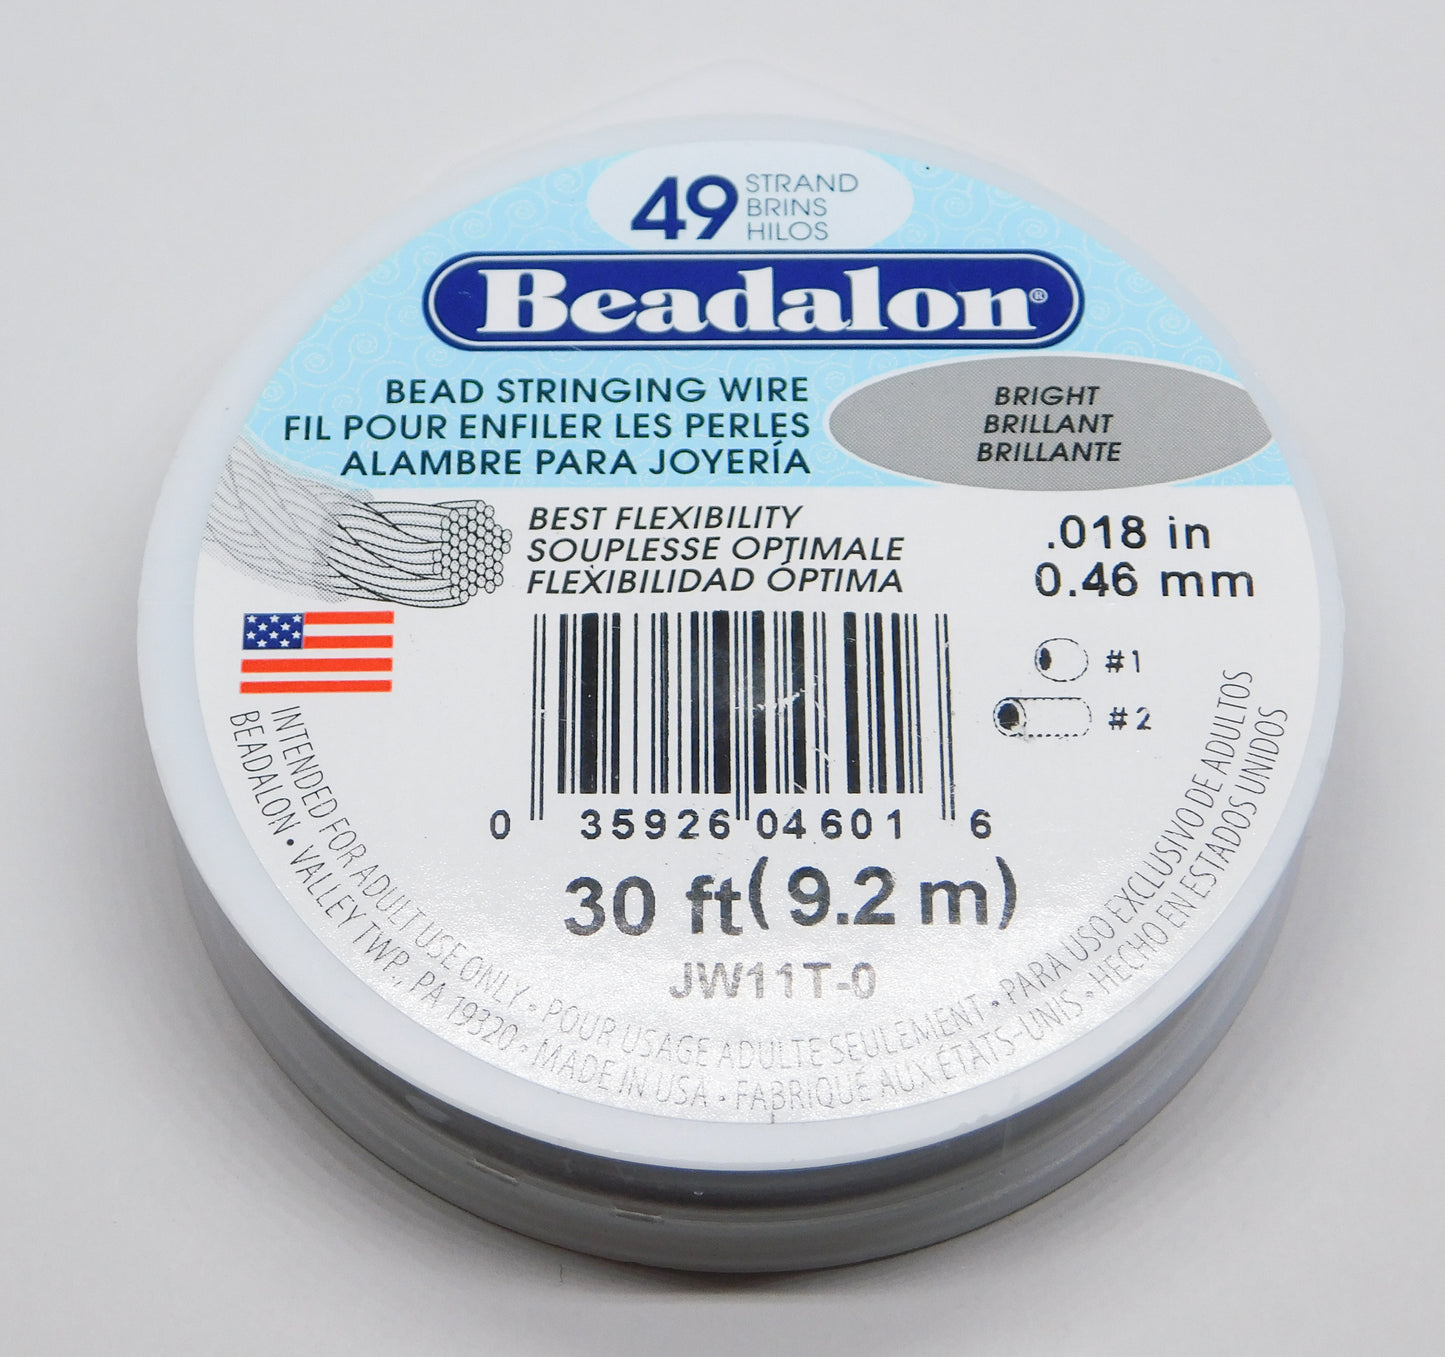 49 STRAND
BRINS
HILOS
Beadalon®
BEAD STRINGING WIRE
FIL POUR ENFILER LES PERLES
ALAMBRE PARA JOYERÍA
BRIGHT
BRILLANT
BRILLANTE
BEST FLEXIBILITY
SOUPLESSE OPTIMALE
FLEXIBILIDAD ÓPTIMA
.018 in
0.46 mm
#1
#2
0 35926 04601 6
30 ft (9.2 m)
JW11T-0
INTENDED FOR ADULT USE ONLY • POUR USAGE ADULTE SEULEMENT • PARA USO EXCLUSIVO DE ADULTOS
BEADALON • VALLEY TWP., PA 19320 • MADE IN USA • FABRIQUÉ AUX ÉTATS-UNIS • HECHO EN ESTADOS UNIDOS